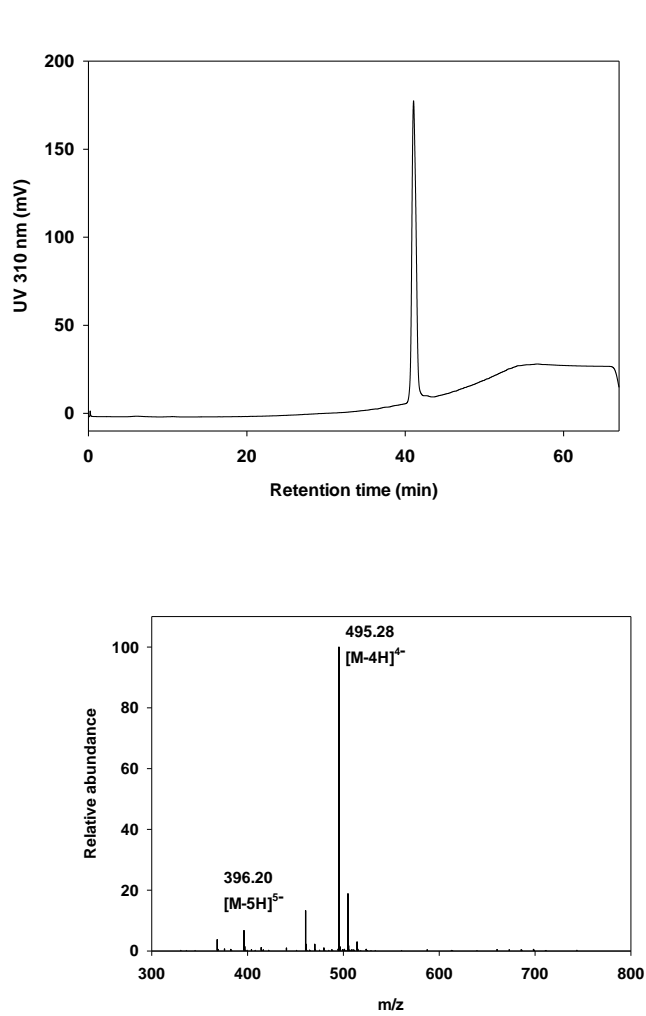 200
150
100
50
0
UV 310 nm (mV)
0 20 40 60
Retention time (min)
495.28
[M-4H]⁴⁻
100
80
60
40
20
0
Relative abundance
396.20
[M-5H]⁵⁻
300 400 500 600 700 800
m/z